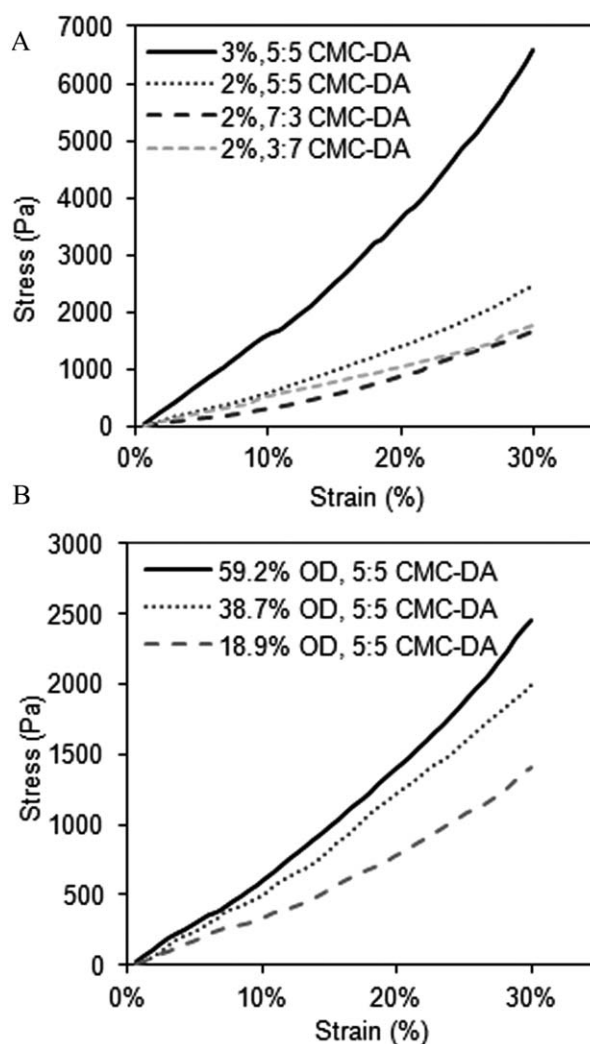 A
7000
6000
5000
4000
3000
2000
1000
0
Stress (Pa)
3%,5:5 CMC-DA
2%,5:5 CMC-DA
2%,7:3 CMC-DA
2%,3:7 CMC-DA
0% 10% 20% 30%
Strain (%)
B
3000
2500
2000
1500
1000
500
0
Stress (Pa)
59.2% OD, 5:5 CMC-DA
38.7% OD, 5:5 CMC-DA
18.9% OD, 5:5 CMC-DA
0% 10% 20% 30%
Strain (%)